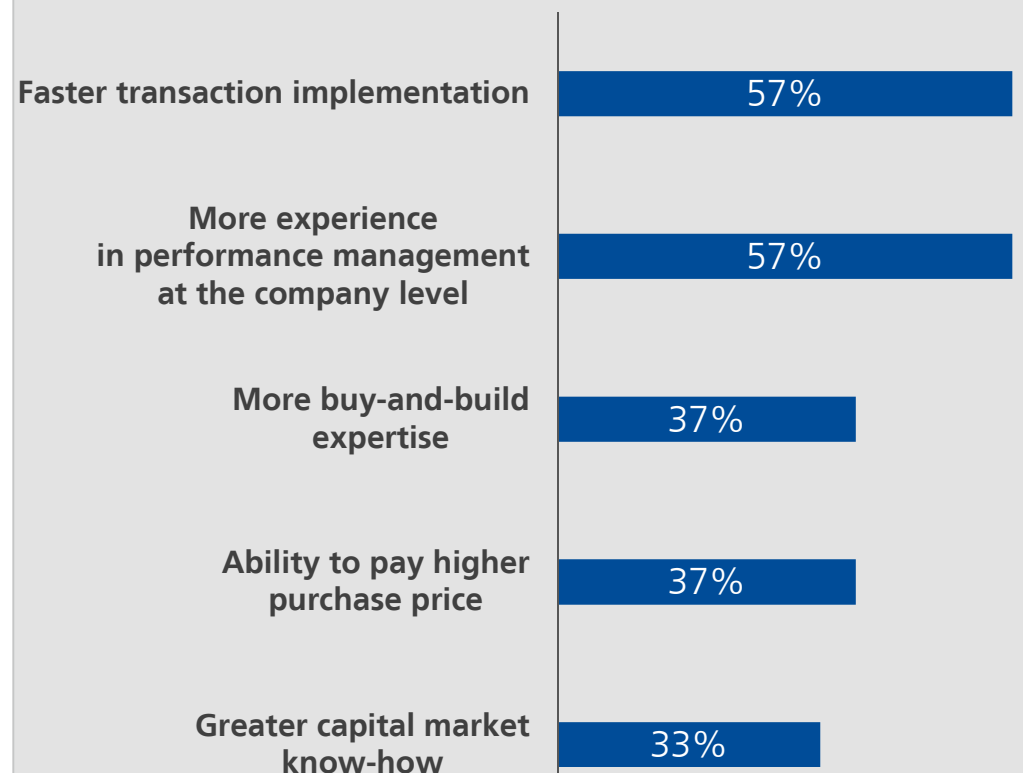 Faster transaction implementation
57%
More experience
in performance management
at the company level
57%
More buy-and-build
expertise
37%
Ability to pay higher
purchase price
37%
Greater capital market
know-how
33%